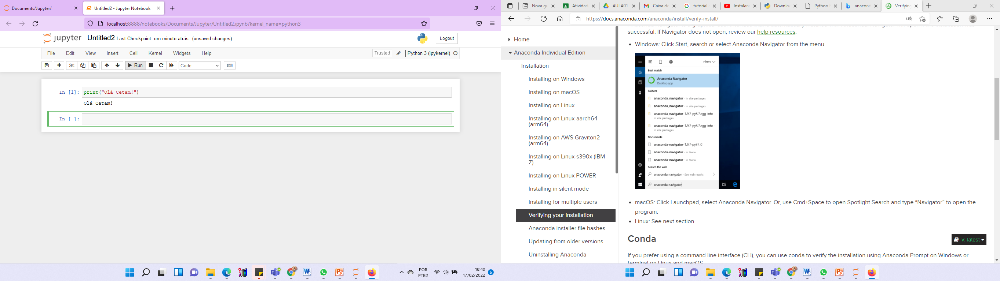 Documents/Jupyter/
Untitled2 - Jupyter Notebook
localhost:8888/notebooks/Documents/Jupyter/Untitled2.ipynb?kernel_name=python3
jupyter Untitled2 Last Checkpoint: um minuto atrás (unsaved changes)
Logout
File Edit View Insert Cell Kernel Widgets Help
Trusted Python 3 (ipykernel)
Run Code
In [1]: print("Olá Cetam!")
Olá Cetam!
In [ ]:
POR
PTB2
18:40
17/02/2022
6
Nova gu Atividad AULA01 Caixa de tutorial Instalan Downlo Python anacon Verifying
https://docs.anaconda.com/anaconda/install/verify-install/
Home
Anaconda Individual Edition
Installation
Installing on Windows
Installing on macOS
Installing on Linux
Installing on Linux-aarch64
(arm64)
Installing on AWS Graviton2
(arm64)
Installing on Linux-s390x (IBM
Z)
Installing on Linux POWER
Installing in silent mode
Installing for multiple users
Verifying your installation
Anaconda installer file hashes
Updating from older versions
Uninstalling Anaconda
successful. If Navigator does not open, review our help resources.
Windows: Click Start, search or select Anaconda Navigator from the menu.
Filters
Best match
Anaconda Navigator
Desktop app
Folders
anaconda_navigator - in site-packages
anaconda_navigator - in site-packages
anaconda_navigator-1.9.7-py3.7.egg-info
in site-packages
anaconda_navigator-1.9.7-py3.7.egg-info
in site-packages
Documents
anaconda-navigator-1.9.7-py37_0
anaconda-navigator - in Menu
anaconda-navigator - in Menu
Search the web
anaconda navigator - See web results
anaconda navigator
macOS: Click Launchpad, select Anaconda Navigator. Or, use Cmd+Space to open Spotlight Search and type “Navigator” to open the
program.
Linux: See next section.
Conda
v: latest
If you prefer using a command line interface (CLI), you can use conda to verify the installation using Anaconda Prompt on Windows or
terminal on Linux and macOS.